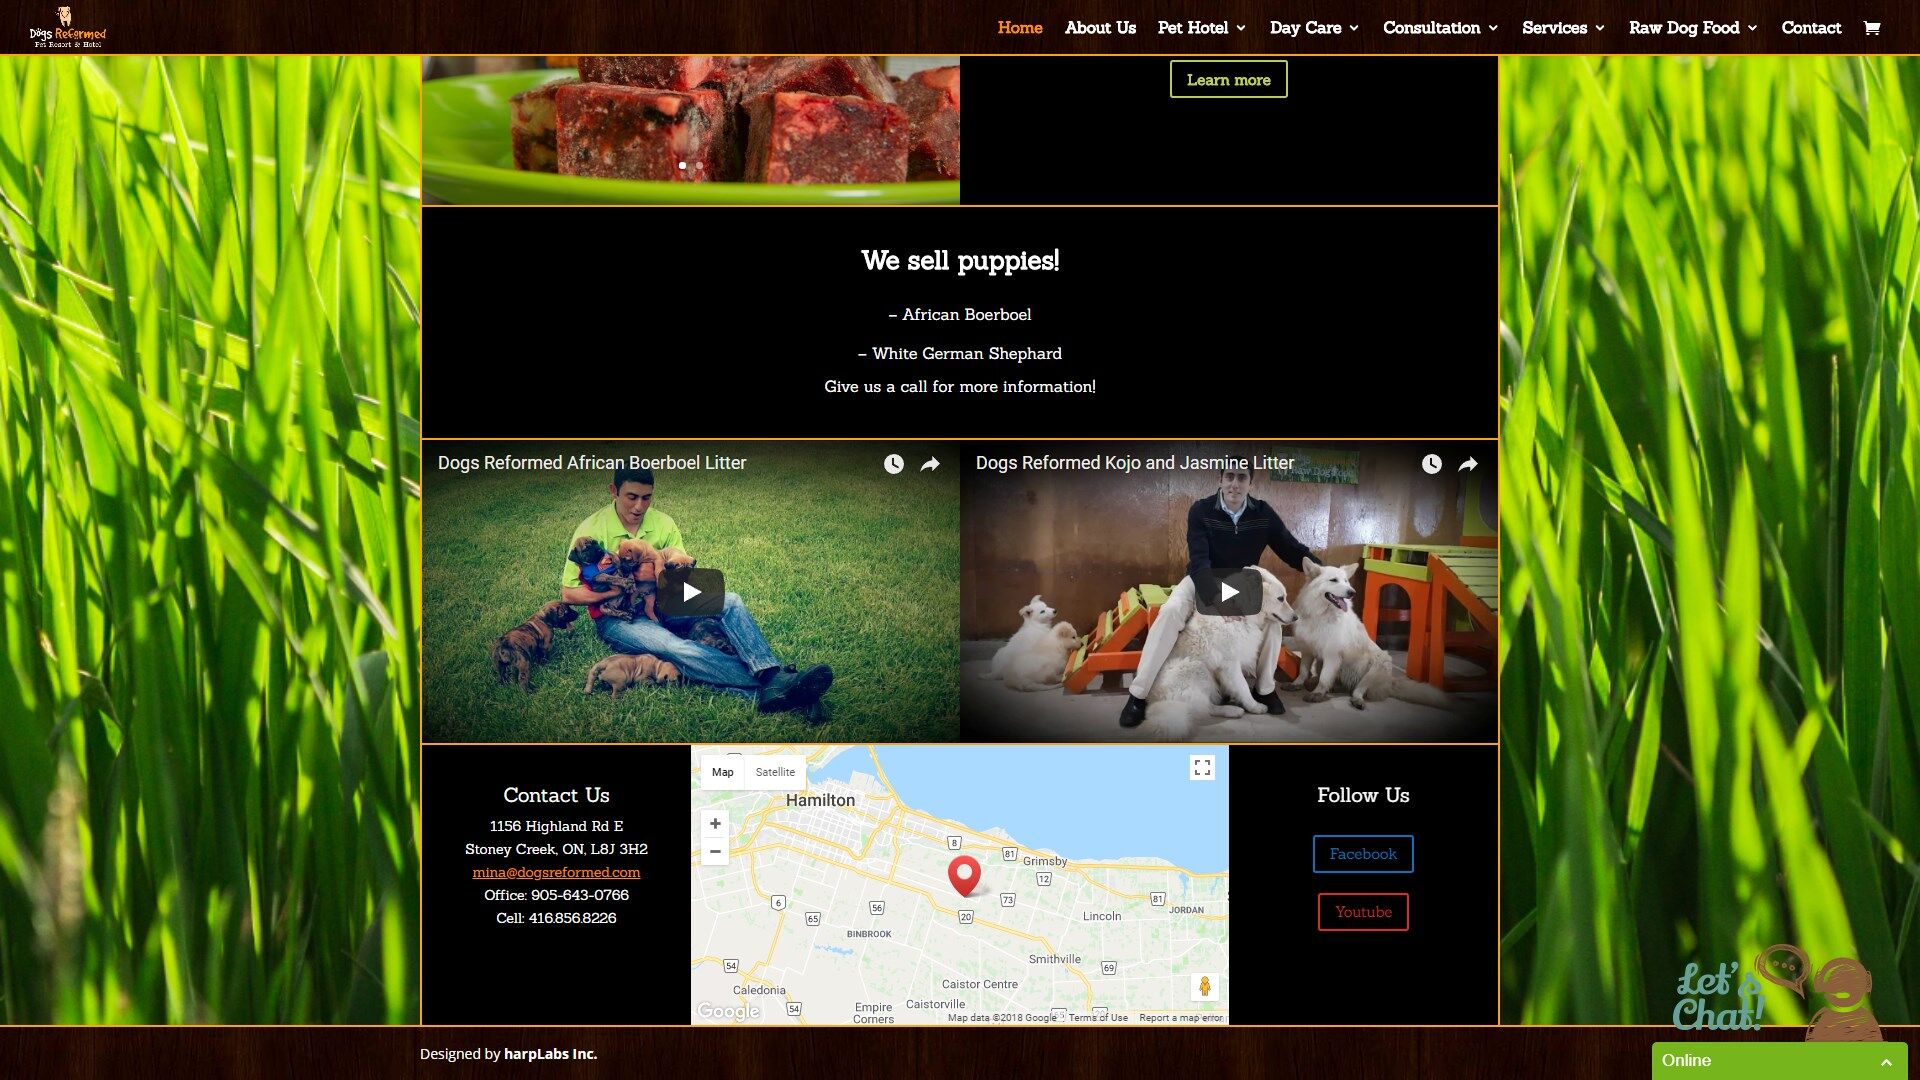 Dogs Reformed
Pet Resort & Hotel
Home
About Us
Pet Hotel
Day Care
Consultation
Services
Raw Dog Food
Contact
Learn more
We sell puppies!
– African Boerboel
– White German Shephard
Give us a call for more information!
Dogs Reformed African Boerboel Litter
Dogs Reformed Kojo and Jasmine Litter
Contact Us
1156 Highland Rd E
Stoney Creek, ON, L8J 3H2
mina@dogsreformed.com
Office: 905-643-0766
Cell: 416.856.8226
Map
Satellite
Hamilton
8
81
Grimsby
12
6
73
81
56
65
20
Lincoln
JORDAN
BINBROOK
Smithville
54
69
Caistor Centre
Caledonia
Caistorville
54
Empire
Corners
Google
Map data ©2018 Google
Terms of Use
Report a map error
Follow Us
Facebook
Youtube
Let's
Chat!
Designed by harpLabs Inc.
Online